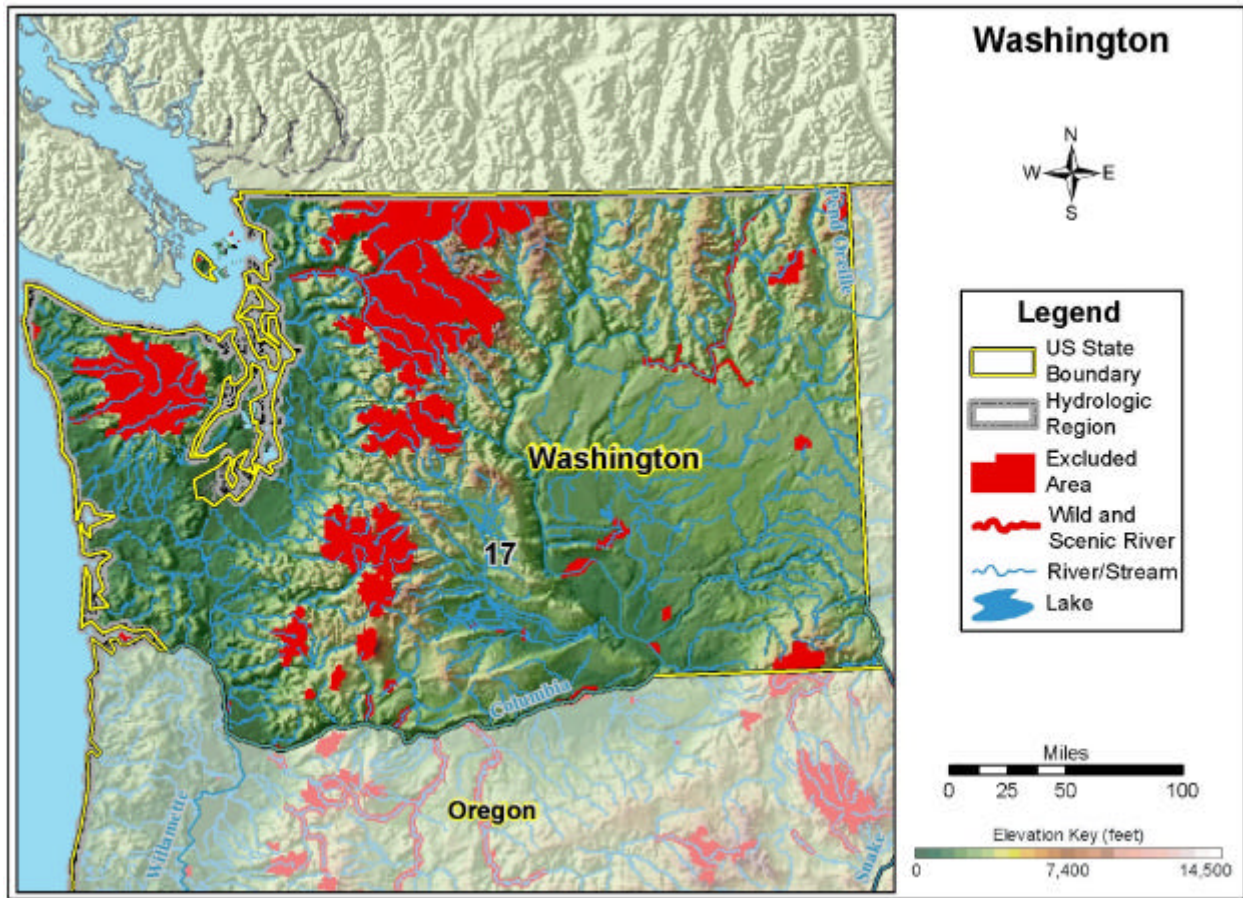 Washington
N
W E
S
Pend Oreille
Washington
17
Columbia
Oregon
Willamette
Snake
Legend
US State
Boundary
Hydrologic
Region
Excluded
Area
Wild and
Scenic River
River/Stream
Lake
Miles
0 25 50 100
Elevation Key (feet)
0 7,400 14,500